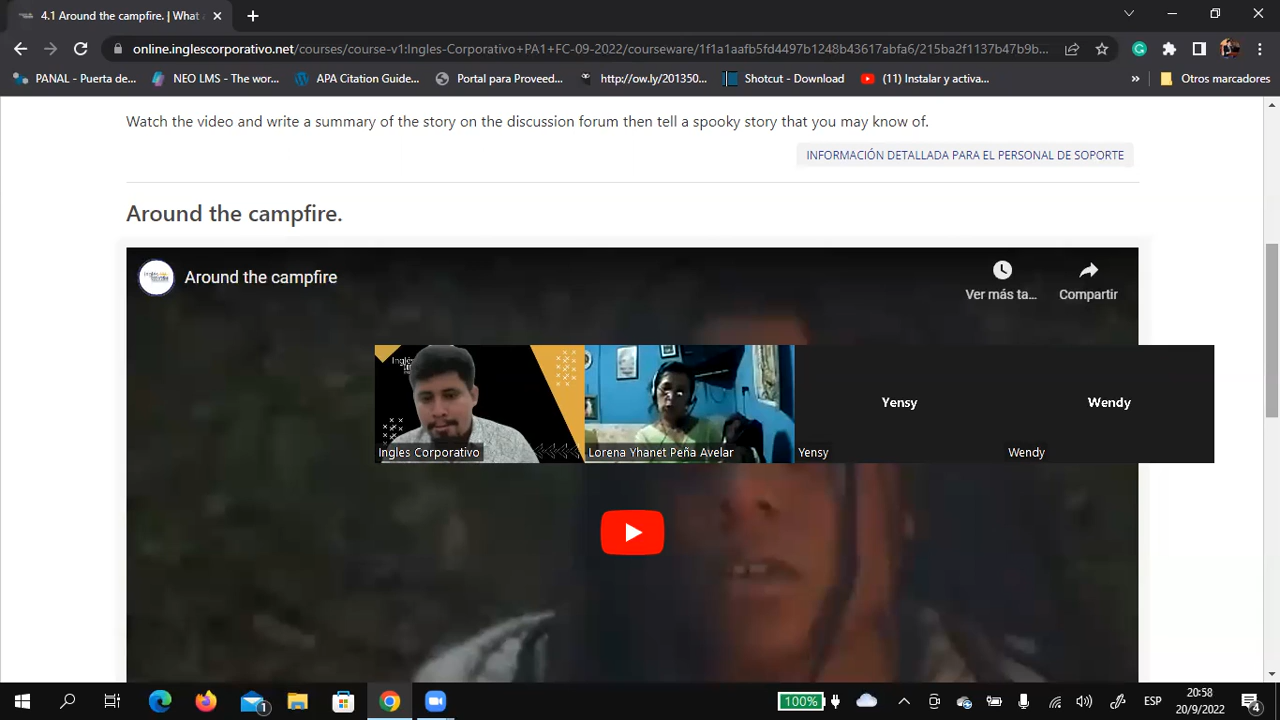 4.1 Around the campfire. | What
online.inglescorporativo.net/courses/course-v1:Ingles-Corporativo+PA1+FC-09-2022/courseware/1f1a1aafb5fd4497b1248b43617abfa6/215ba2f1137b47b9b...
PANAL - Puerta de... NEO LMS - The wor... APA Citation Guide... Portal para Proveed... http://ow.ly/201350... Shotcut - Download (11) Instalar y activa... » Otros marcadores
Watch the video and write a summary of the story on the discussion forum then tell a spooky story that you may know of.
INFORMACIÓN DETALLADA PARA EL PERSONAL DE SOPORTE
Around the campfire.
Around the campfire
Ver más ta... Compartir
Yensy Wendy
Ingles Corporativo Lorena Yhanet Peña Avelar Yensy Wendy
1 100% ESP 20:58
20/9/2022 4